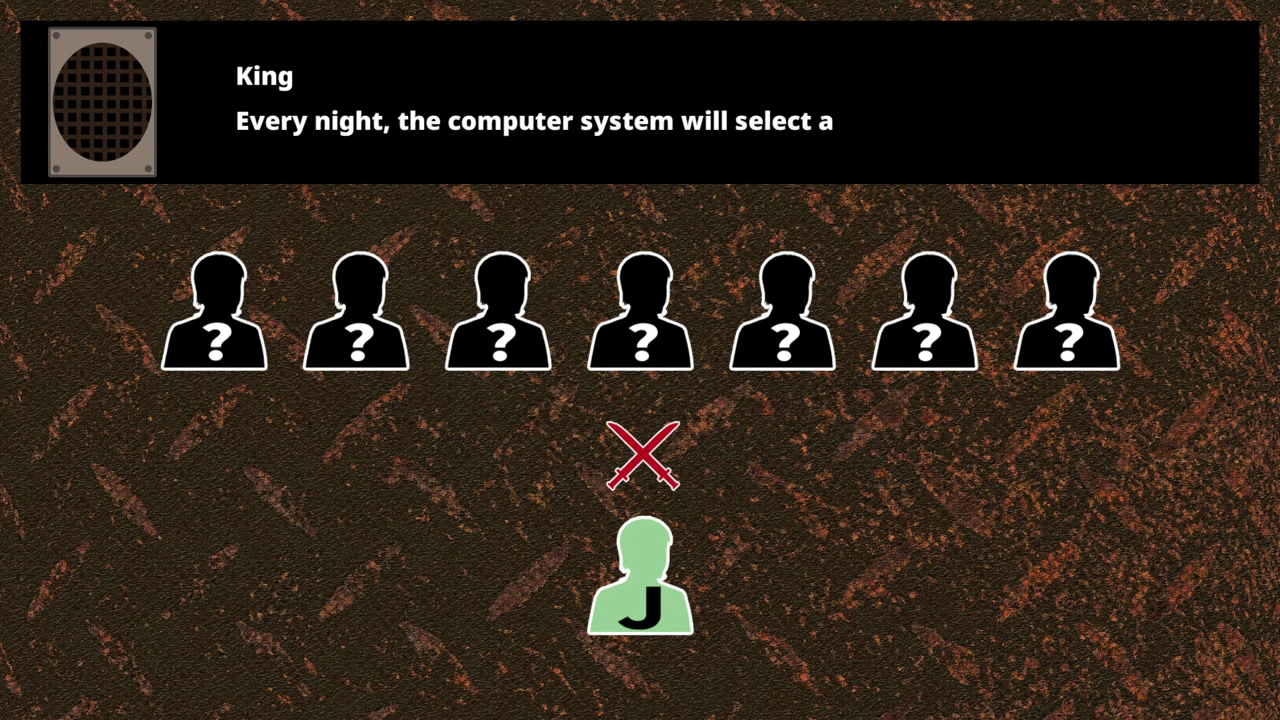 King
Every night, the computer system will select a
? ? ? ? ? ? ?
J